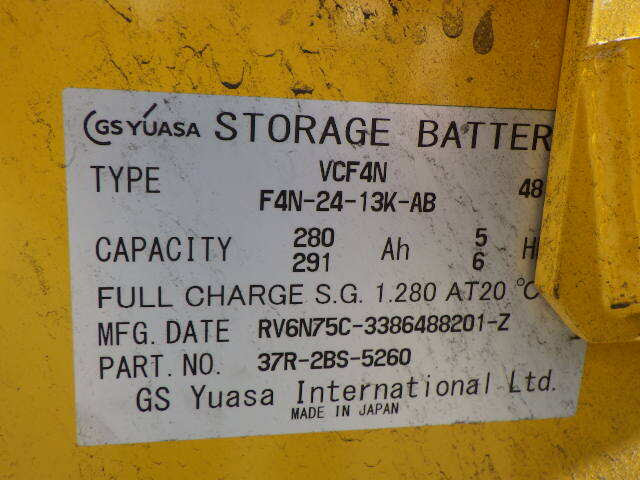 GS YUASA STORAGE BATTER
TYPE VCF4N
F4N-24-13K-AB 48
CAPACITY 280 Ah 5 H
291 6
FULL CHARGE S.G. 1.280 AT20 °C
MFG. DATE RV6N75C-3386488201-Z
PART. NO. 37R-2BS-5260
GS Yuasa International Ltd.
MADE IN JAPAN